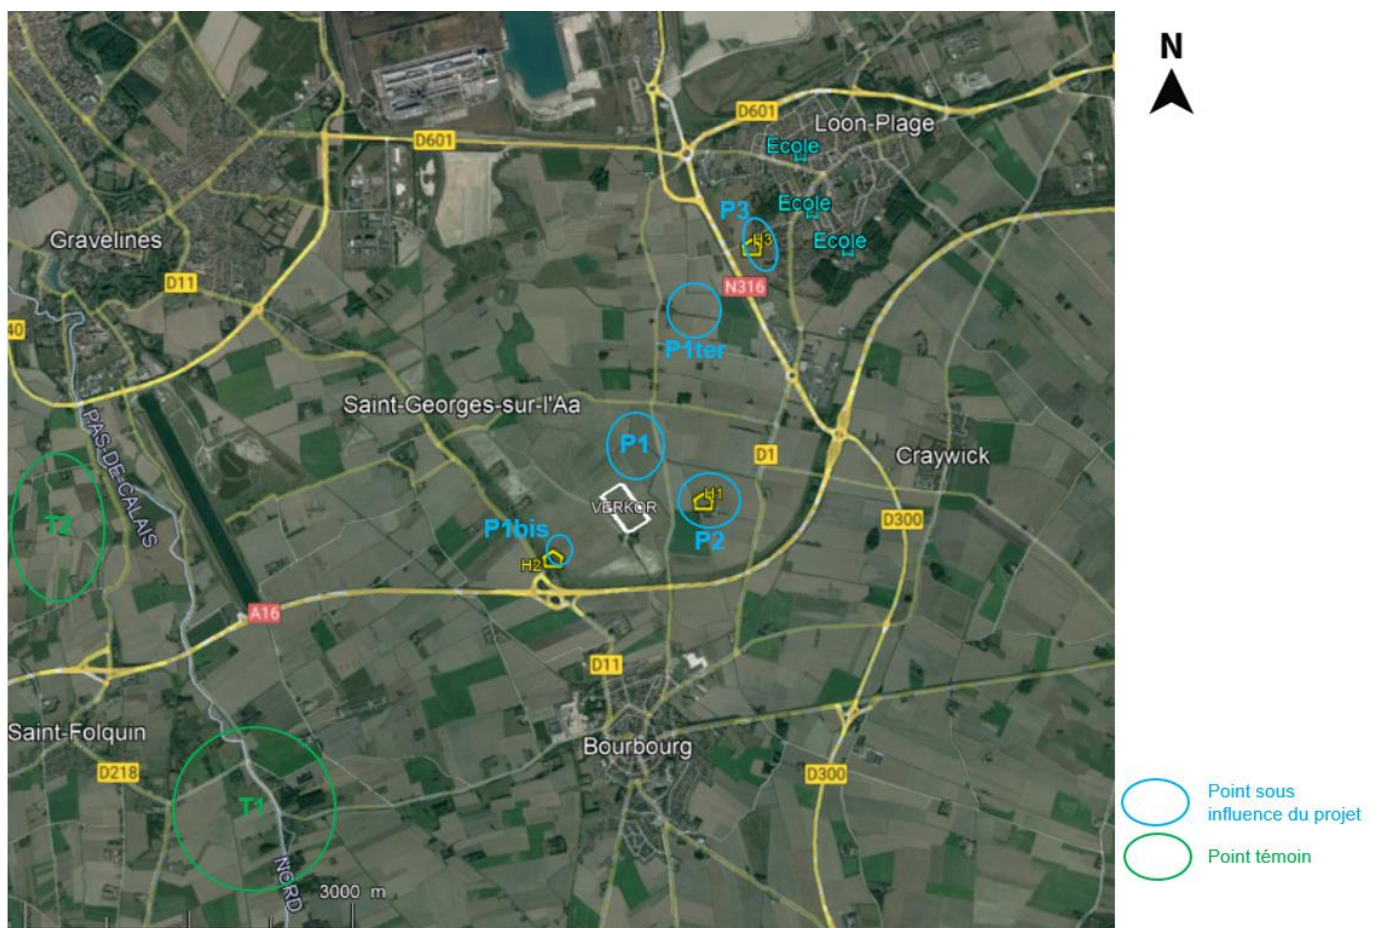 N
D601
Loon-Plage
D601
Ecole
Ecole
P3
H3
Ecole
Gravelines
D11
N316
40
P1ter
Saint-Georges-sur-l'Aa
PAS-DE-CALAIS
P1
D1
Craywick
H1
VERKOR
T2
P1bis
P2
D300
H2
A16
D11
Saint-Folquin
Bourbourg
D218
D300
T1
NORD
3000 m
Point sous
influence du projet
Point témoin